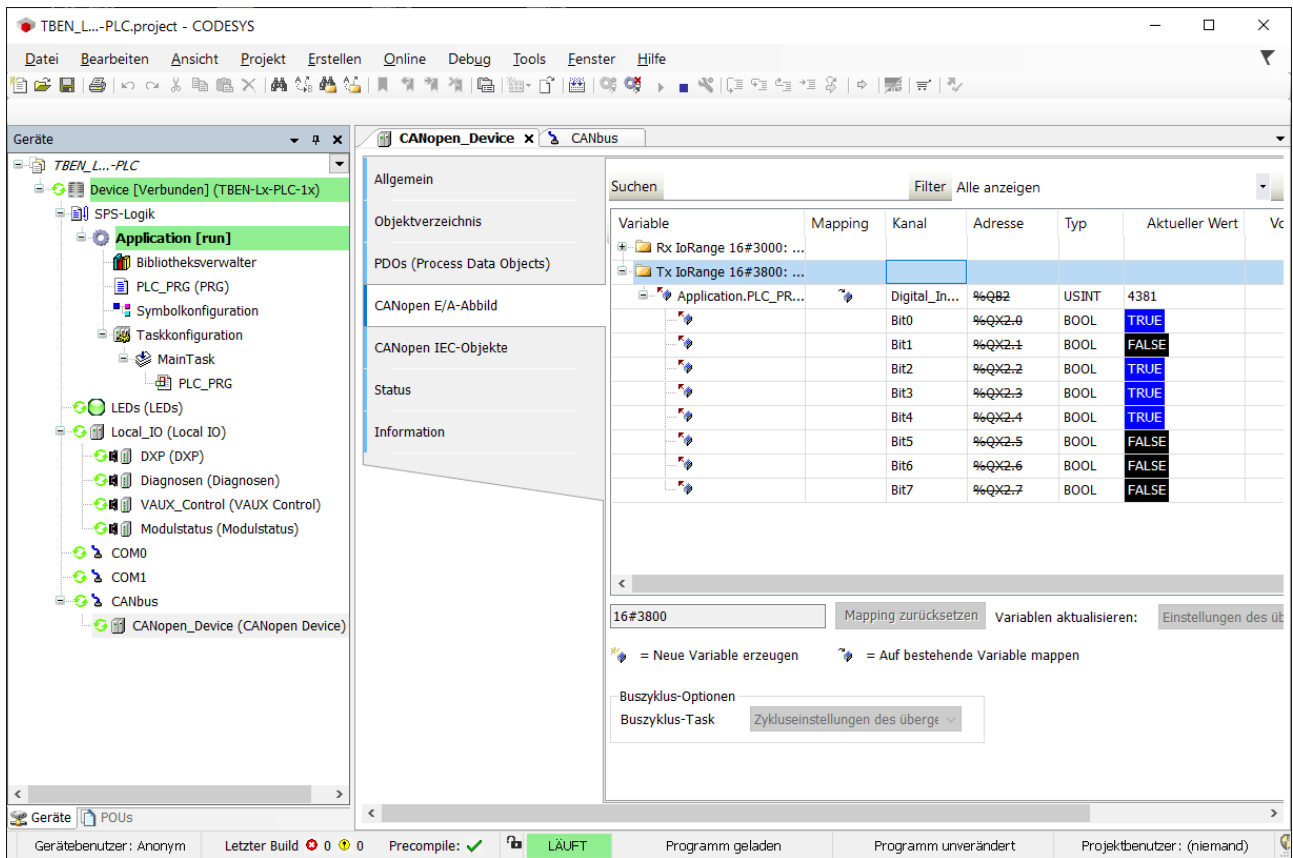 TBEN_L...-PLC.project - CODESYS
Datei Bearbeiten Ansicht Projekt Erstellen Online Debug Tools Fenster Hilfe
Geräte
TBEN_L...-PLC
Device [Verbunden] (TBEN-Lx-PLC-1x)
SPS-Logik
Application [run]
Bibliotheksverwalter
PLC_PRG (PRG)
Symbolkonfiguration
Taskkonfiguration
MainTask
PLC_PRG
LEDs (LEDs)
Local_IO (Local IO)
DXP (DXP)
Diagnosen (Diagnosen)
VAUX_Control (VAUX Control)
Modulstatus (Modulstatus)
COM0
COM1
CANbus
CANopen_Device (CANopen Device)
Geräte POUs
CANopen_Device CANbus
Allgemein
Objektverzeichnis
PDOs (Process Data Objects)
CANopen E/A-Abbild
CANopen IEC-Objekte
Status
Information
Suchen Filter Alle anzeigen
Variable Mapping Kanal Adresse Typ Aktueller Wert Vo
Rx IoRange 16#3000: ...
Tx IoRange 16#3800: ...
Application.PLC_PR... Digital_In... %QB2 USINT 4381
Bit0 %QX2.0 BOOL TRUE
Bit1 %QX2.1 BOOL FALSE
Bit2 %QX2.2 BOOL TRUE
Bit3 %QX2.3 BOOL TRUE
Bit4 %QX2.4 BOOL TRUE
Bit5 %QX2.5 BOOL FALSE
Bit6 %QX2.6 BOOL FALSE
Bit7 %QX2.7 BOOL FALSE
16#3800 Mapping zurücksetzen Variablen aktualisieren: Einstellungen des üb
= Neue Variable erzeugen = Auf bestehende Variable mappen
Buszyklus-Optionen
Buszyklus-Task Zykluseinstellungen des überge
Gerätebenutzer: Anonym Letzter Build 0 0 Precompile: LÄUFT Programm geladen Programm unverändert Projektbenutzer: (niemand)